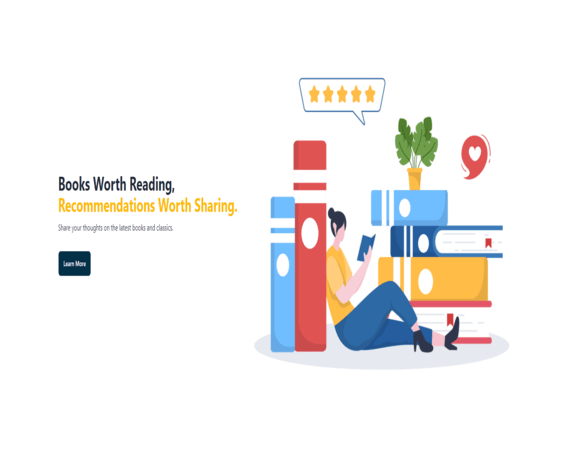 Books Worth Reading,
Recommendations Worth Sharing.
Share your thoughts on the latest books and classics.
Learn More